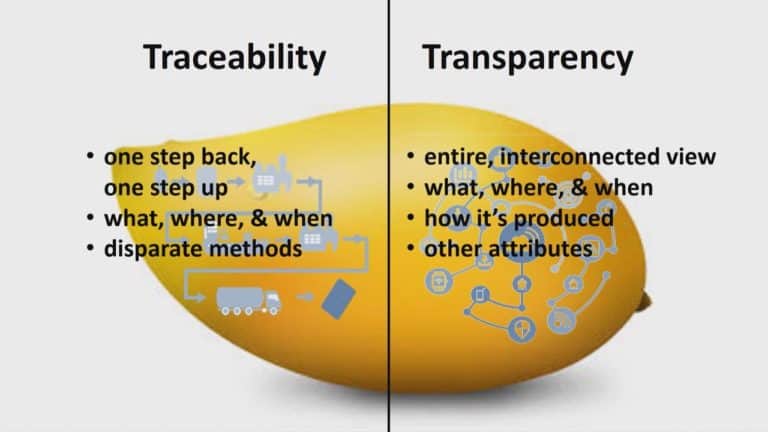 Traceability
• one step back,
one step up
• what, where, & when
• disparate methods
Transparency
• entire, interconnected view
• what, where, & when
• how it's produced
• other attributes